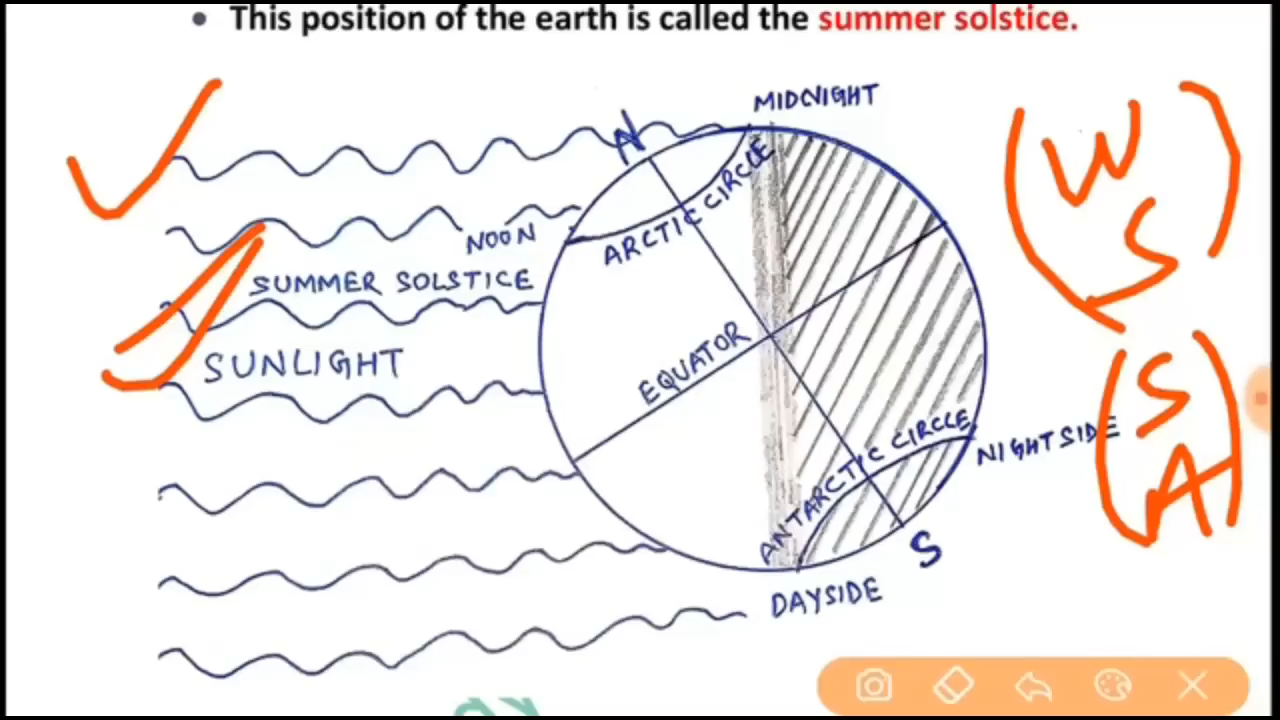 • This position of the earth is called the summer solstice.
MIDNIGHT
N
W
S
ARCTIC CIRCLE
NOON
SUMMER SOLSTICE
SUNLIGHT
EQUATOR
S
A
ANTARCTIC CIRCLE
NIGHTSIDE
S
DAYSIDE